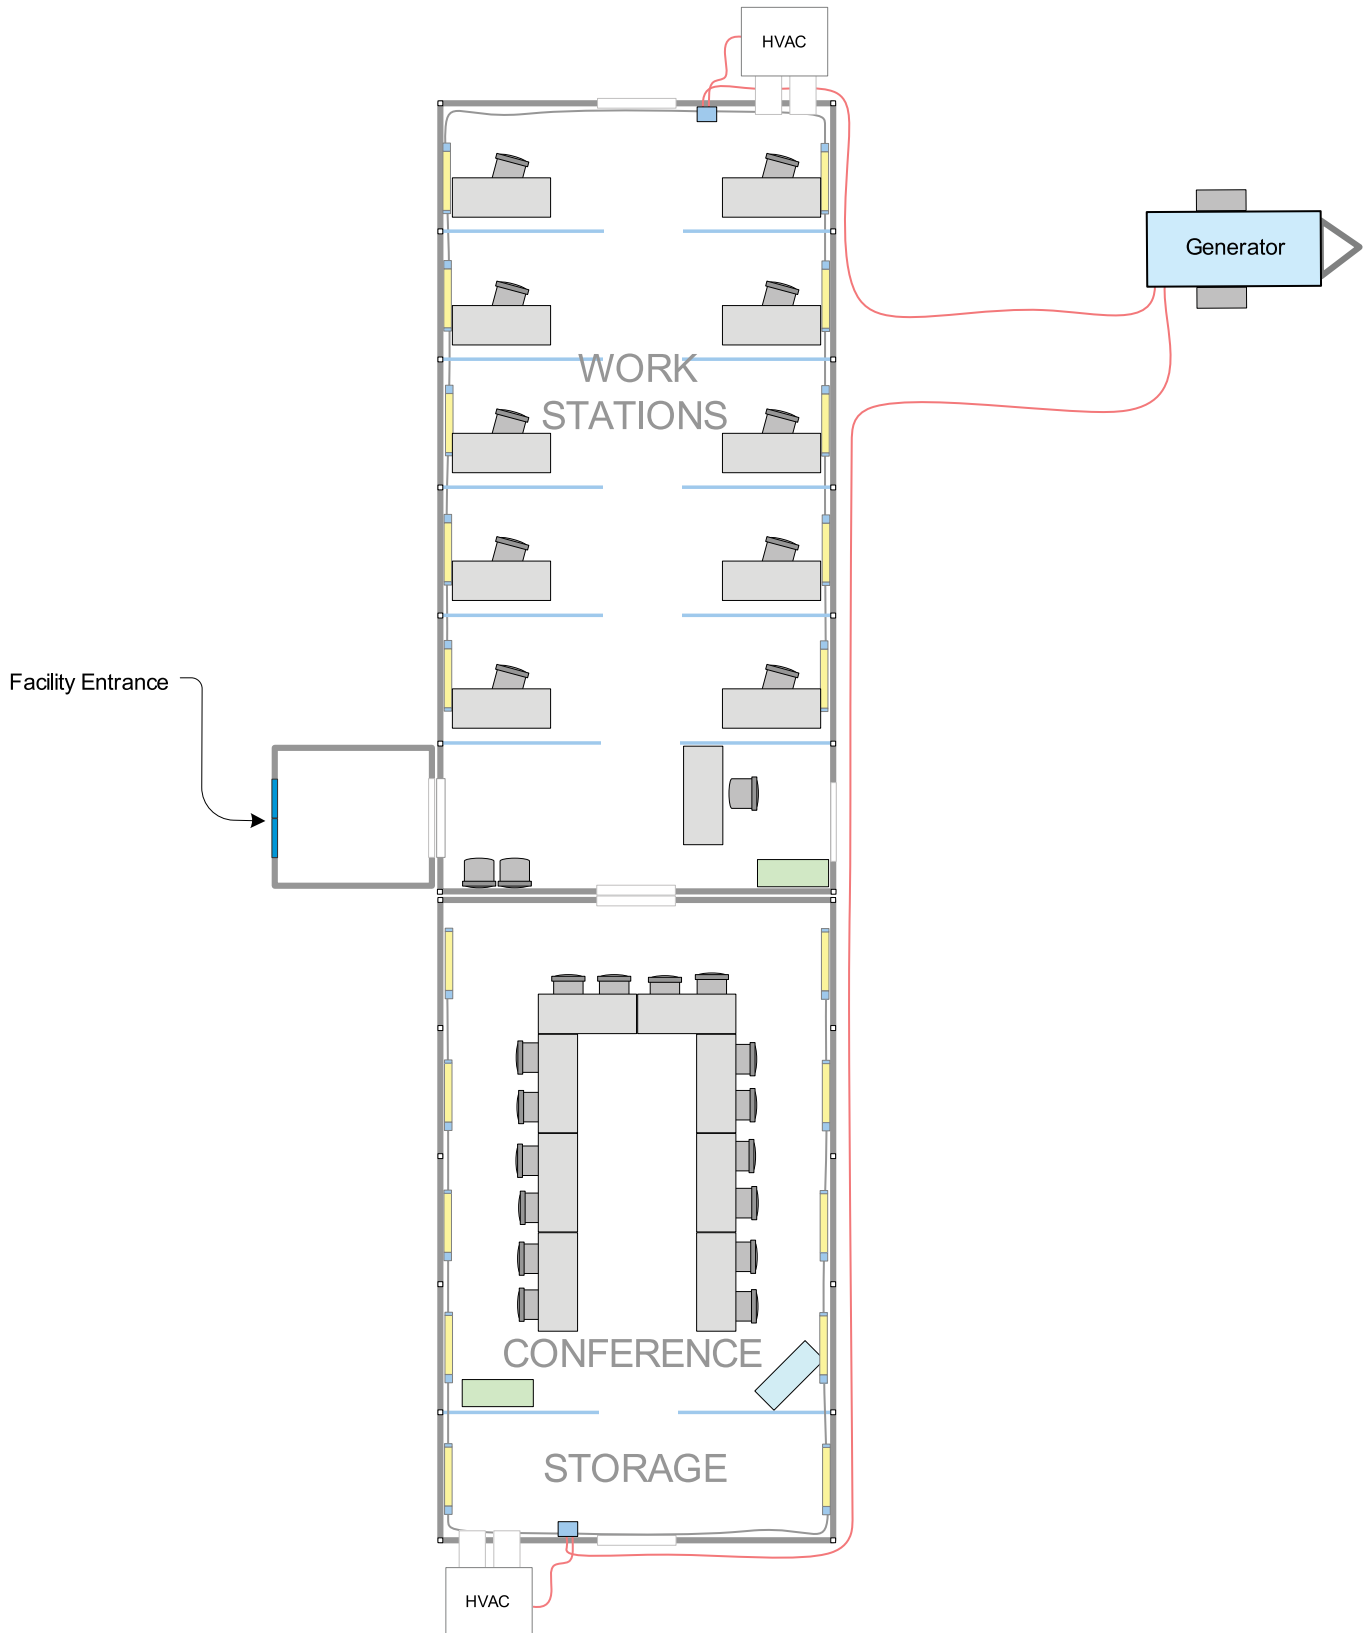 HVAC
Generator
WORK
STATIONS
Facility Entrance
CONFERENCE
STORAGE
HVAC